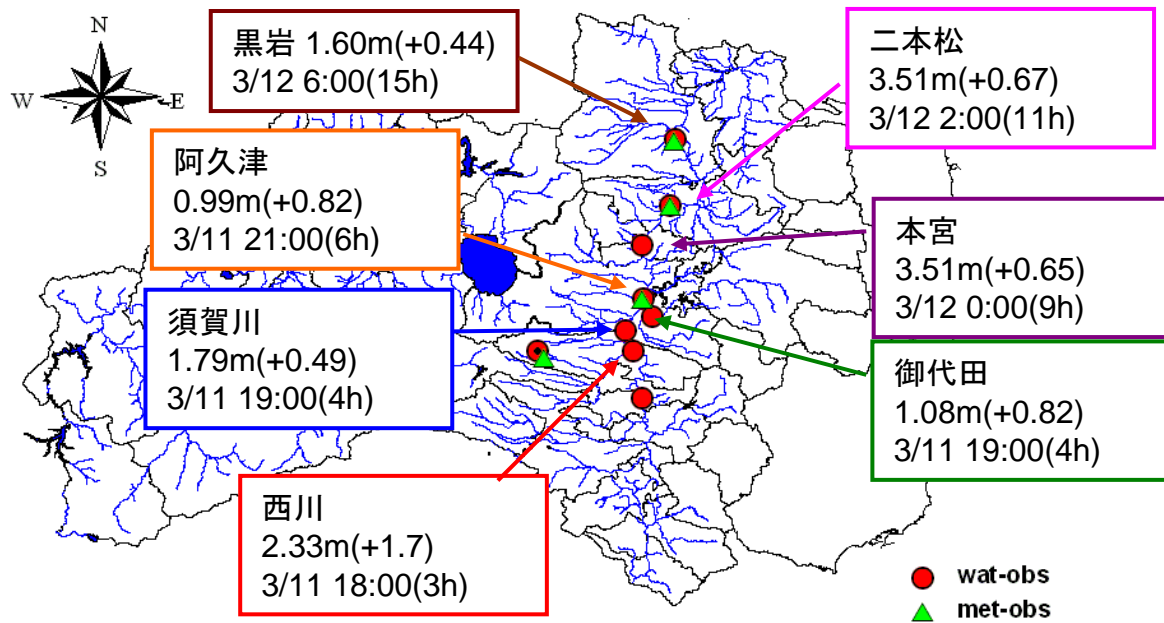 N
W
E
S
黒岩 1.60m(+0.44)
3/12 6:00(15h)
二本松
3.51m(+0.67)
3/12 2:00(11h)
阿久津
0.99m(+0.82)
3/11 21:00(6h)
本宮
3.51m(+0.65)
3/12 0:00(9h)
須賀川
1.79m(+0.49)
3/11 19:00(4h)
御代田
1.08m(+0.82)
3/11 19:00(4h)
西川
2.33m(+1.7)
3/11 18:00(3h)
wat-obs
met-obs